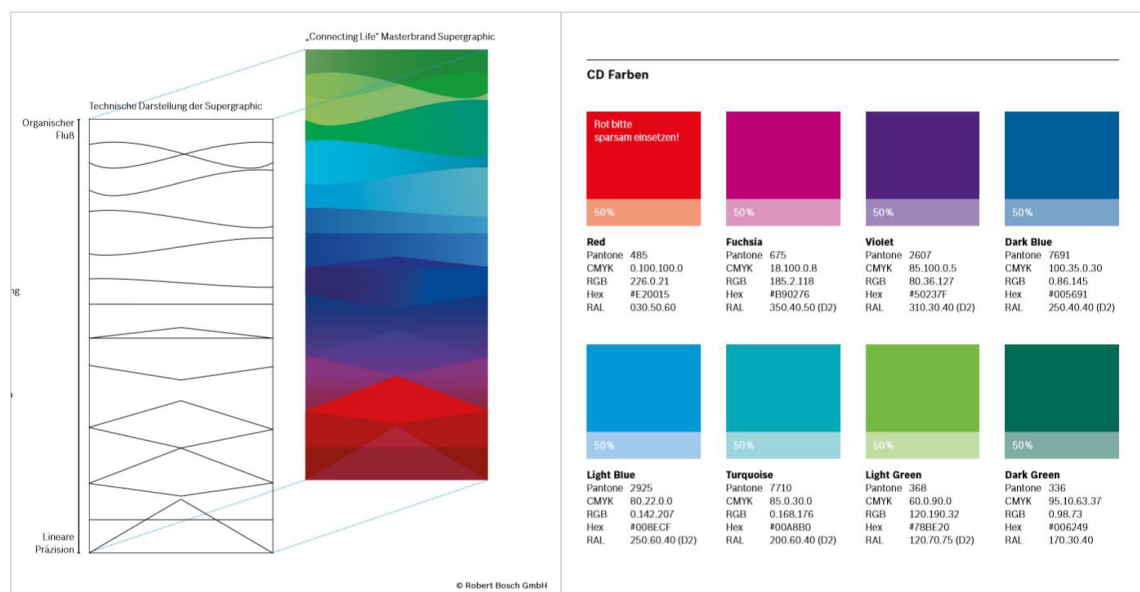 „Connecting Life“ Masterbrand Supergraphic
Technische Darstellung der Supergraphic
Organischer
Fluß
ng
Lineare
Präzision
© Robert Bosch GmbH
CD Farben
Rot bitte
sparsam einsetzen!
50%
50%
50%
50%
Red
Pantone 485
CMYK 0.100.100.0
RGB 226.0.21
Hex #E20015
RAL 030.50.60
Fuchsia
Pantone 675
CMYK 18.100.0.8
RGB 185.2.118
Hex #B90276
RAL 350.40.50 (D2)
Violet
Pantone 2607
CMYK 85.100.0.5
RGB 80.36.127
Hex #50237F
RAL 310.30.40 (D2)
Dark Blue
Pantone 7691
CMYK 100.35.0.30
RGB 0.86.145
Hex #005691
RAL 250.40.40 (D2)
50%
50%
50%
50%
Light Blue
Pantone 2925
CMYK 80.22.0.0
RGB 0.142.207
Hex #008ECF
RAL 250.60.40 (D2)
Turquoise
Pantone 7710
CMYK 85.0.30.0
RGB 0.168.176
Hex #00A8B0
RAL 200.60.40 (D2)
Light Green
Pantone 368
CMYK 60.0.90.0
RGB 120.190.32
Hex #78BE20
RAL 120.70.75 (D2)
Dark Green
Pantone 336
CMYK 95.10.63.37
RGB 0.98.73
Hex #006249
RAL 170.30.40